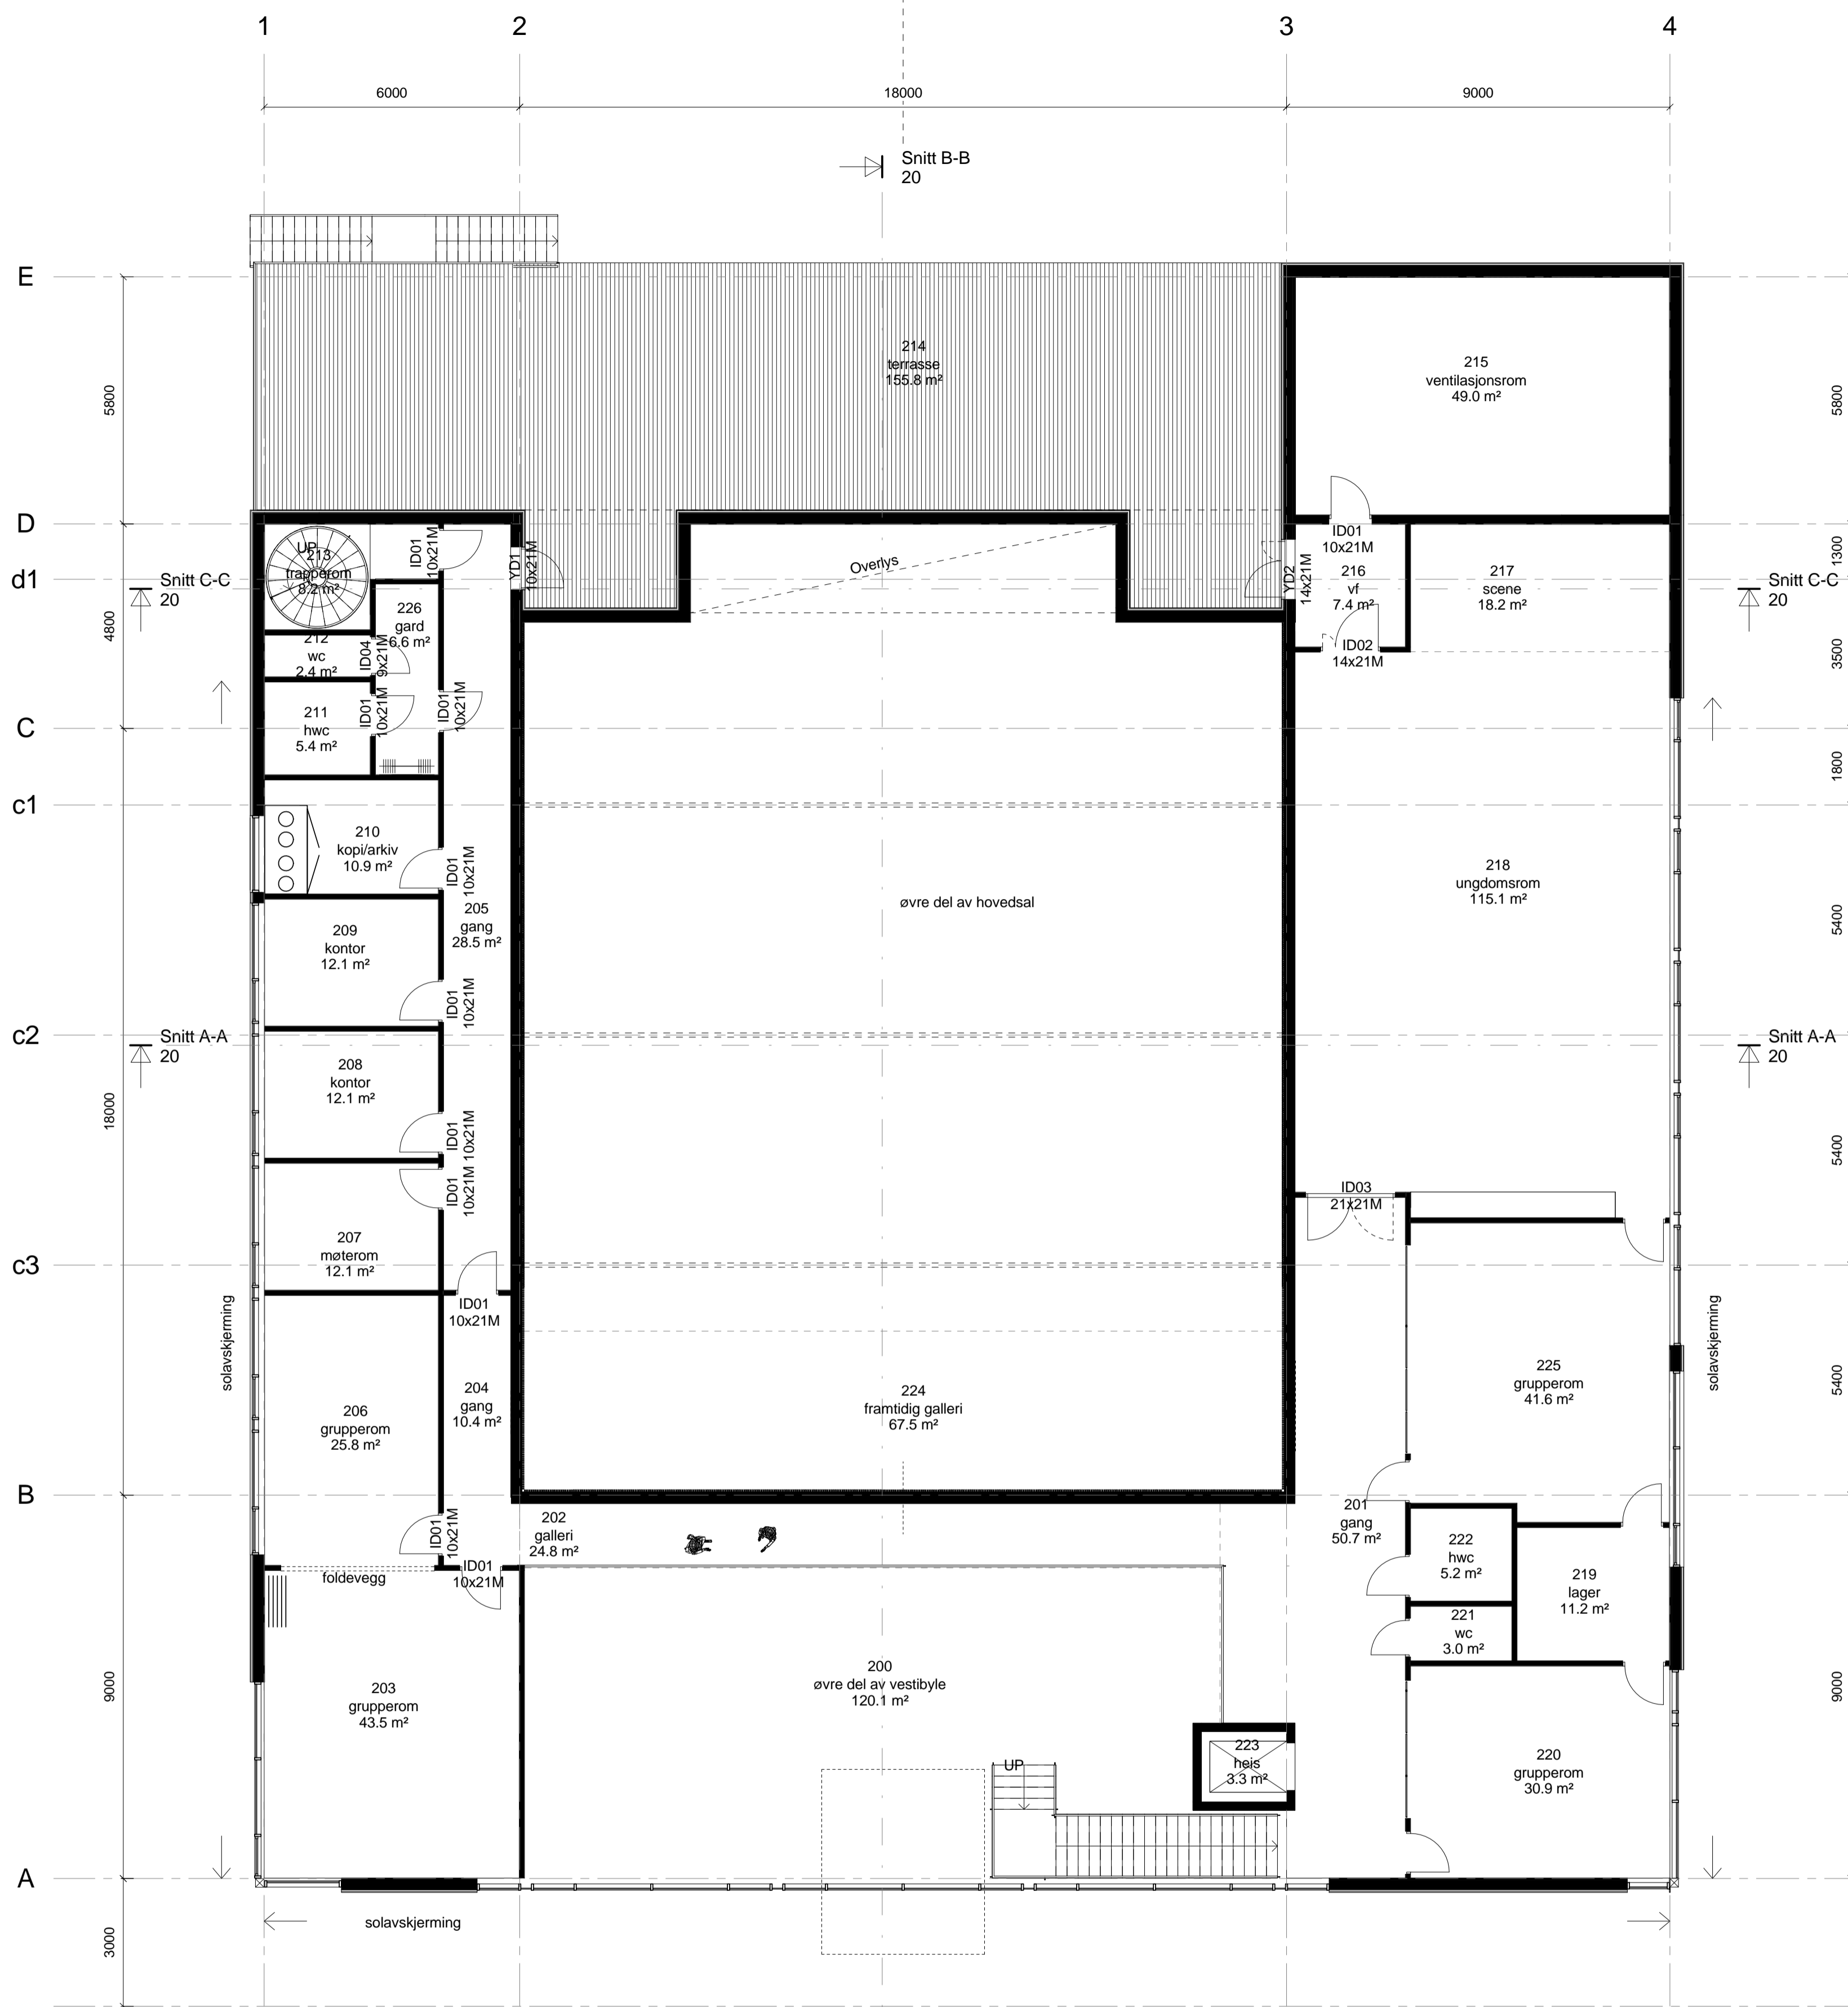 1
2
3
4
6000
18000
9000
Snitt B-B
20
E
5800
214
terrasse
155.8 m²
215
ventilasjonsrom
49.0 m²
5800
D
UP
213
trapperom
8.2 m²
ID01
10x21M
YD1
10x21M
Overlys
YD2
14x21M
ID01
10x21M
216
vf
7.4 m²
217
scene
18.2 m²
1300
d1
Snitt C-C
20
Snitt C-C
20
4800
226
gard
6.6 m²
212
wc
2.4 m²
ID04
9x21M
ID02
14x21M
3500
211
hwc
5.4 m²
ID01
10x21M
ID01
10x21M
C
1800
c1
210
kopi/arkiv
10.9 m²
ID01
10x21M
205
gang
28.5 m²
øvre del av hovedsal
218
ungdomsrom
115.1 m²
5400
209
kontor
12.1 m²
ID01
10x21M
c2
Snitt A-A
20
Snitt A-A
20
208
kontor
12.1 m²
ID01
10x21M
18000
5400
ID01
10x21M
ID03
21x21M
207
møterom
12.1 m²
c3
ID01
10x21M
solavskjerming
solavskjerming
206
grupperom
25.8 m²
204
gang
10.4 m²
224
framtidig galleri
67.5 m²
225
grupperom
41.6 m²
5400
B
ID01
10x21M
202
galleri
24.8 m²
201
gang
50.7 m²
222
hwc
5.2 m²
foldevegg
ID01
10x21M
219
lager
11.2 m²
221
wc
3.0 m²
9000
203
grupperom
43.5 m²
200
øvre del av vestibyle
120.1 m²
223
heis
3.3 m²
UP
220
grupperom
30.9 m²
9000
A
solavskjerming
3000